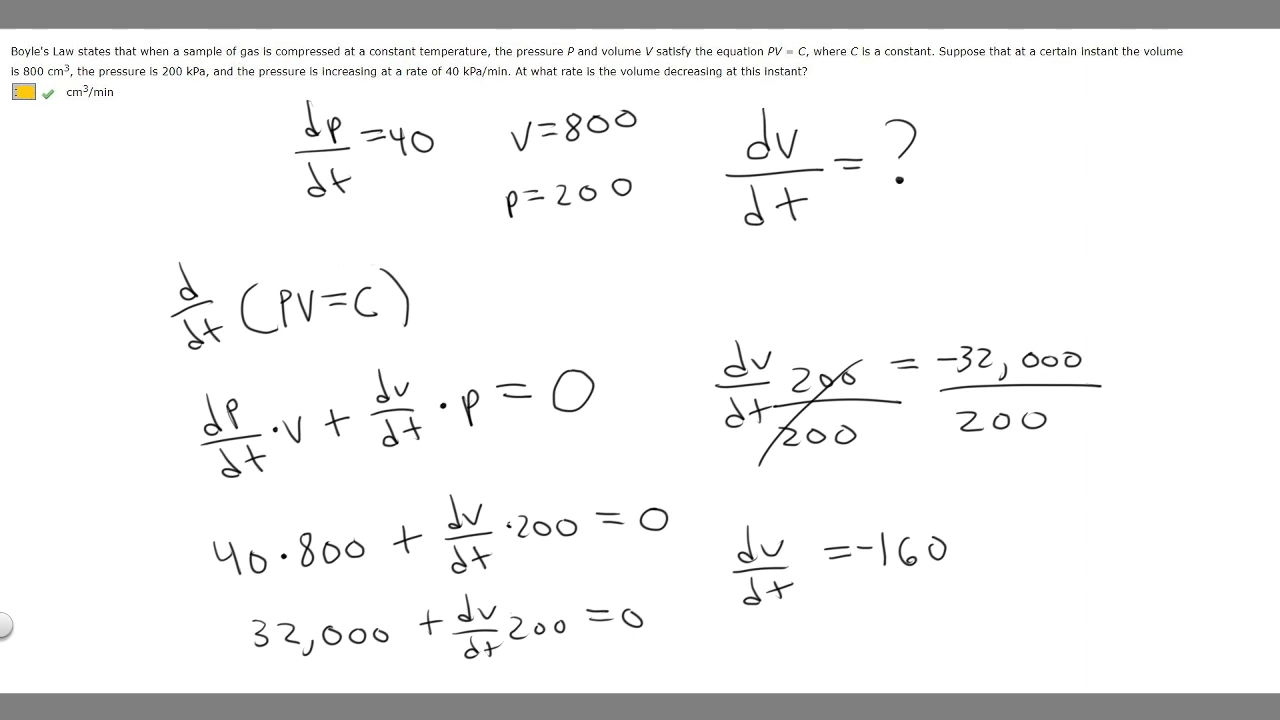 Boyle's Law states that when a sample of gas is compressed at a constant temperature, the pressure P and volume V satisfy the equation PV = C, where C is a constant. Suppose that at a certain instant the volume
is 800 cm³, the pressure is 200 kPa, and the pressure is increasing at a rate of 40 kPa/min. At what rate is the volume decreasing at this instant?
cm³/min
dp/dt = 40 v = 800 dv/dt = ?
p = 200
d/dt (PV = C)
dp/dt · v + dv/dt · p = 0
dv/dt 200/200 = -32,000/200
40 · 800 + dv/dt · 200 = 0
dv/dt = -160
32,000 + dv/dt 200 = 0